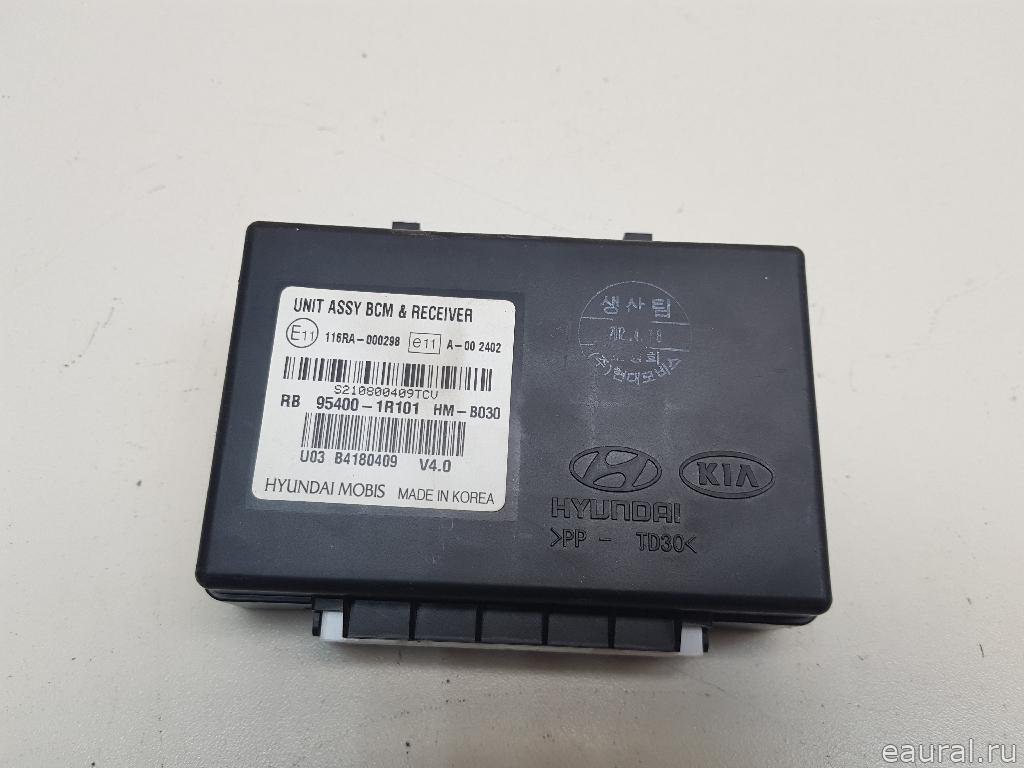 UNIT ASSY BCM & RECEIVER
E11 116RA-000298 e11 A-00 2402
S210800409TCV
RB 95400-1R101 HM-B030
U03 B4180409 V4.0
HYUNDAI MOBIS MADE IN KOREA
생사팀
HYUNDAI
KIA
>PP - TD30<
eaural.ru